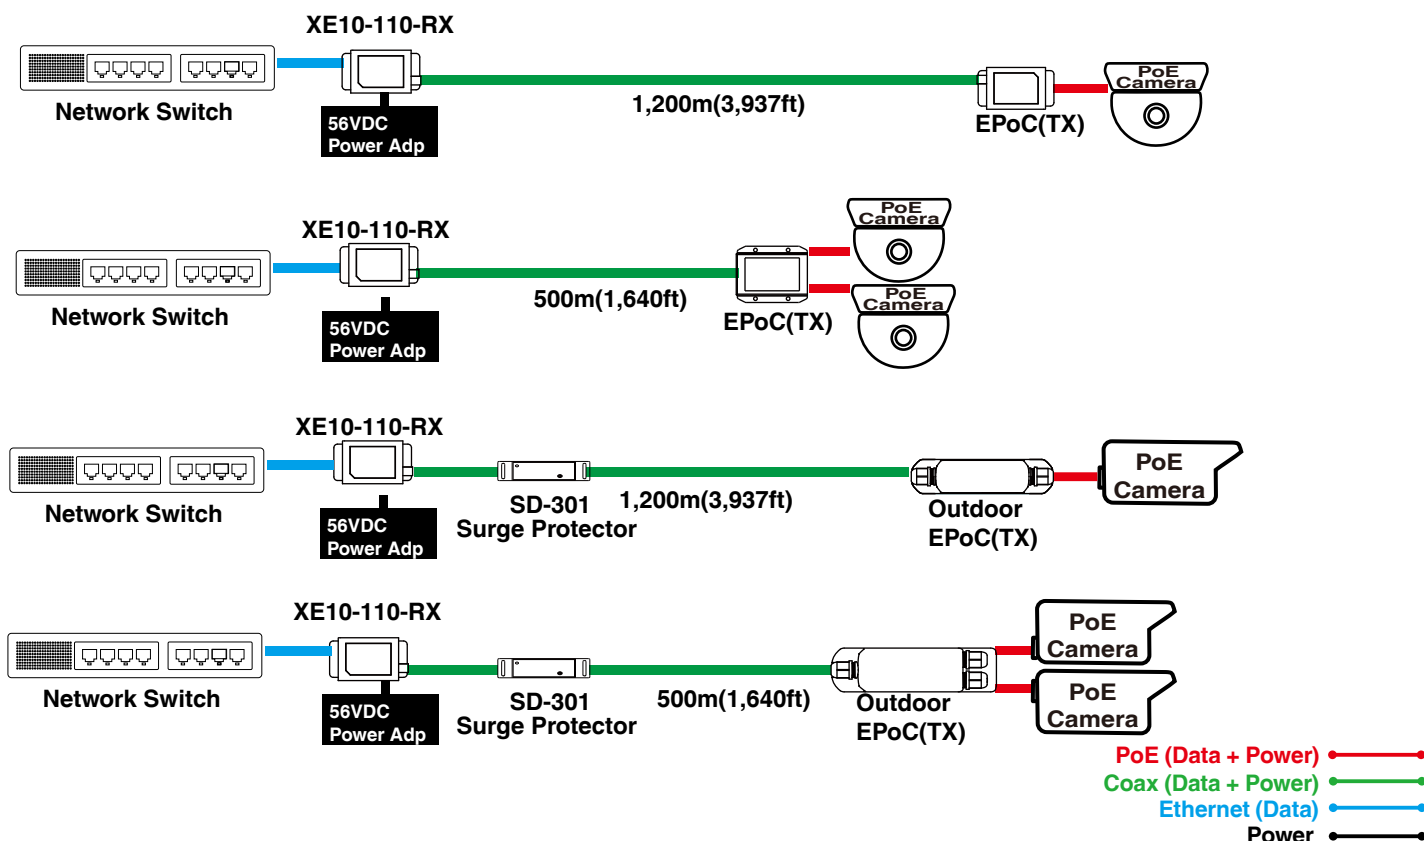 XE10-110-RX
Network Switch
56VDC
Power Adp
1,200m(3,937ft)
EPoC(TX)
PoE
Camera
XE10-110-RX
Network Switch
56VDC
Power Adp
500m(1,640ft)
EPoC(TX)
PoE
Camera
PoE
Camera
XE10-110-RX
Network Switch
56VDC
Power Adp
SD-301
Surge Protector
1,200m(3,937ft)
Outdoor
EPoC(TX)
PoE
Camera
XE10-110-RX
Network Switch
56VDC
Power Adp
SD-301
Surge Protector
500m(1,640ft)
Outdoor
EPoC(TX)
PoE
Camera
PoE
Camera
PoE (Data + Power)
Coax (Data + Power)
Ethernet (Data)
Power